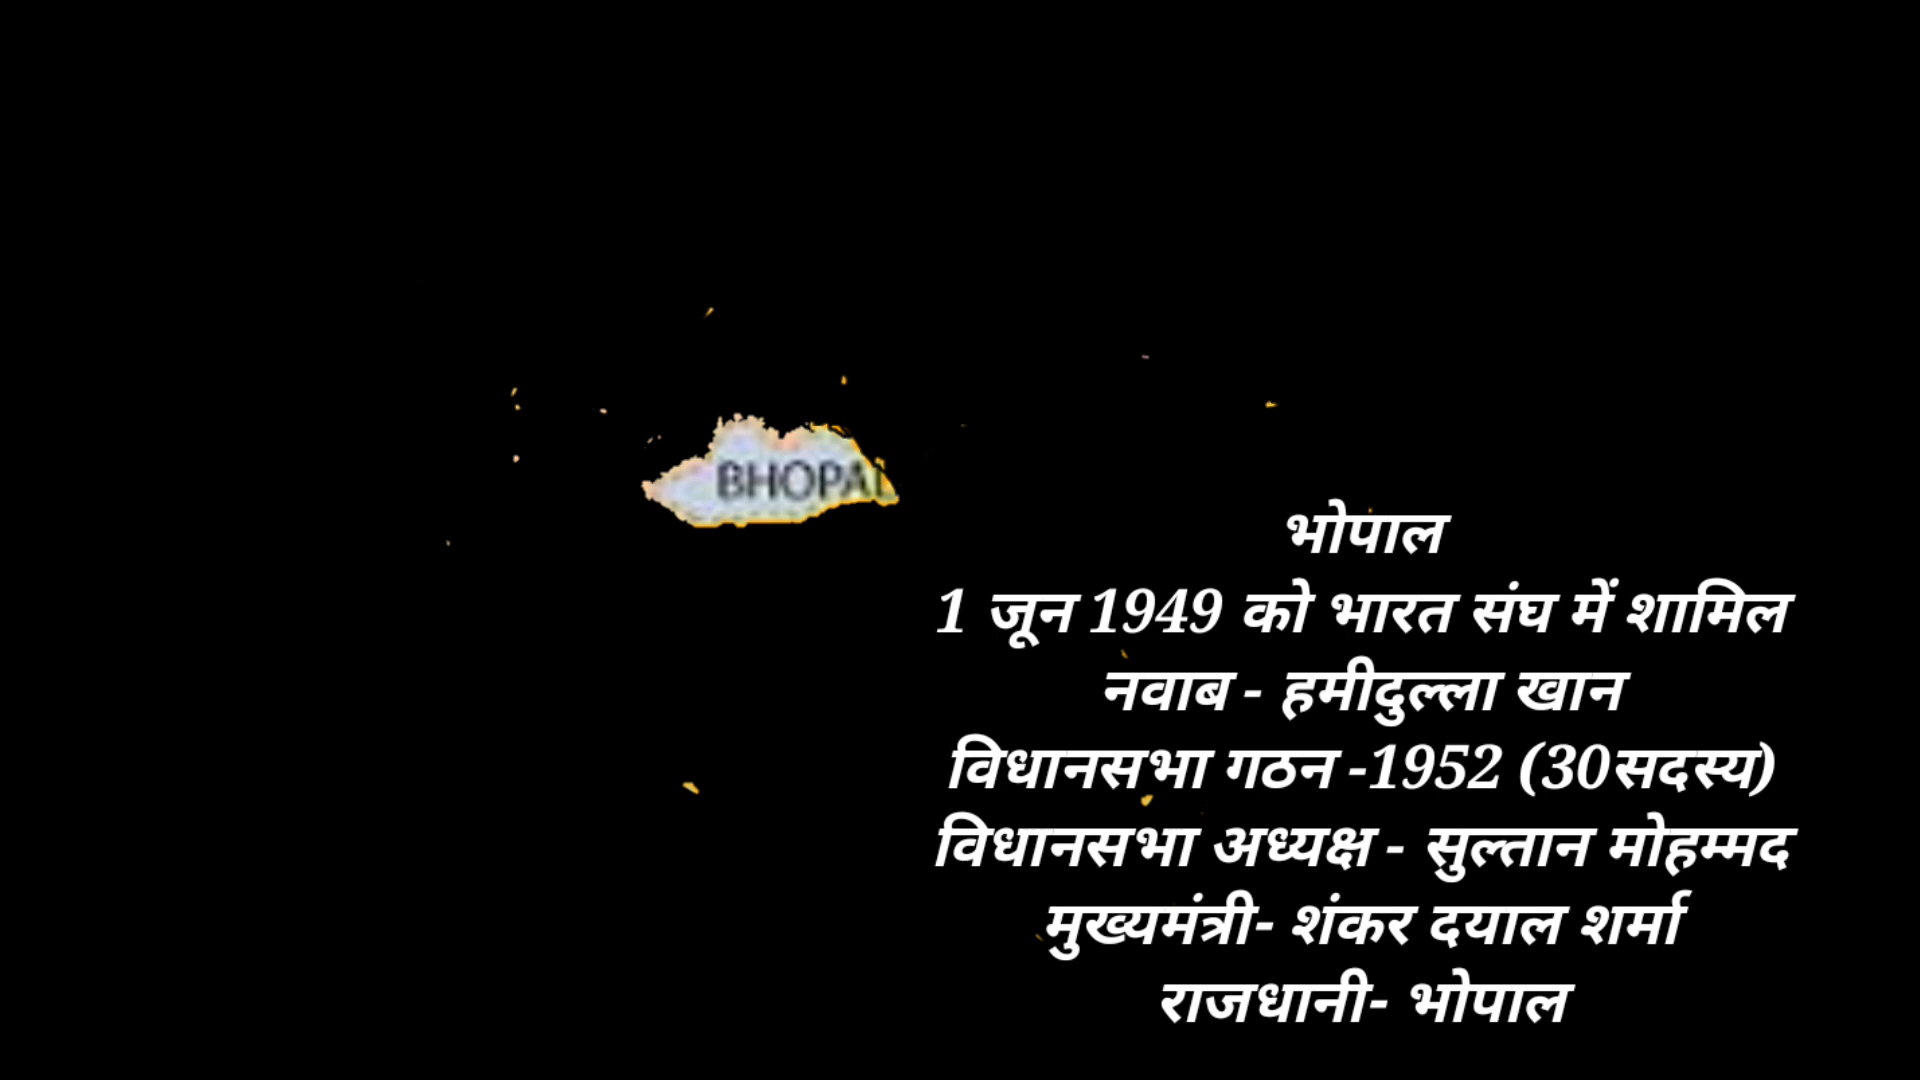 BHOPAL
भोपाल
1 जून 1949 को भारत संघ में शामिल
नवाब - हमीदुल्ला खान
विधानसभा गठन -1952 (30सदस्य)
विधानसभा अध्यक्ष - सुल्तान मोहम्मद
मुख्यमंत्री- शंकर दयाल शर्मा
राजधानी- भोपाल